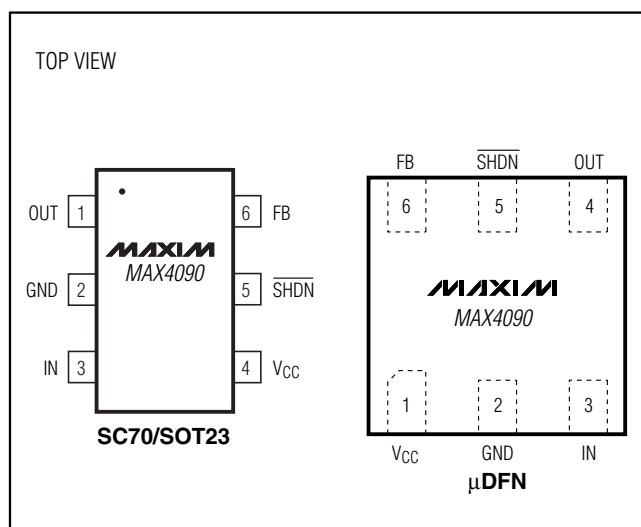 TOP VIEW
OUT 1
GND 2
IN 3
MAXIM
MAX4090
6 FB
5 SHDN
4 VCC
SC70/SOT23
FB SHDN OUT
6 5 4
MAXIM
MAX4090
1 2 3
VCC GND IN
µDFN